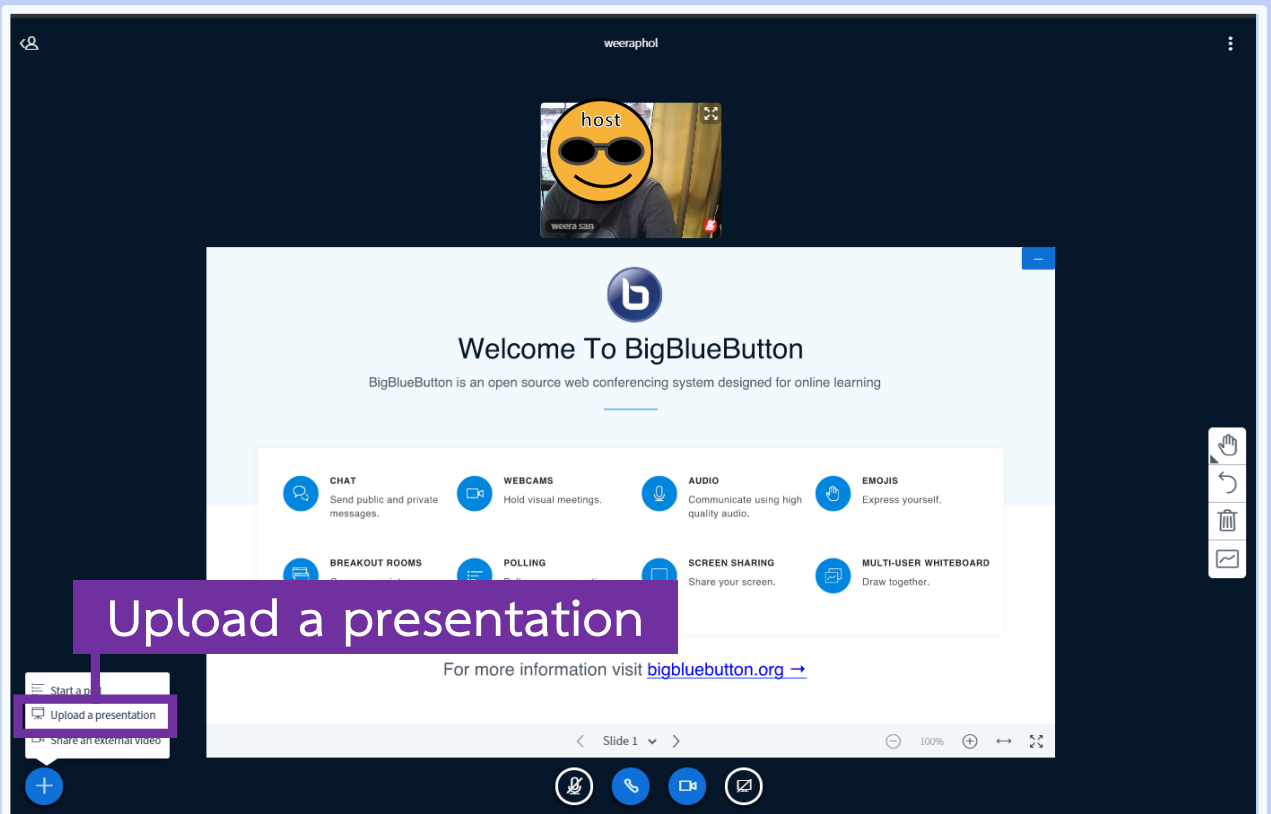 weeraphol
host
weera san
Welcome To BigBlueButton
BigBlueButton is an open source web conferencing system designed for online learning
CHAT
Send public and private
messages.
WEBCAMS
Hold visual meetings.
AUDIO
Communicate using high
quality audio.
EMOJIS
Express yourself.
BREAKOUT ROOMS
POLLING
SCREEN SHARING
Share your screen.
MULTI-USER WHITEBOARD
Draw together.
Upload a presentation
For more information visit bigbluebutton.org →
Start a
Upload a presentation
Share an external video
Slide 1
100%